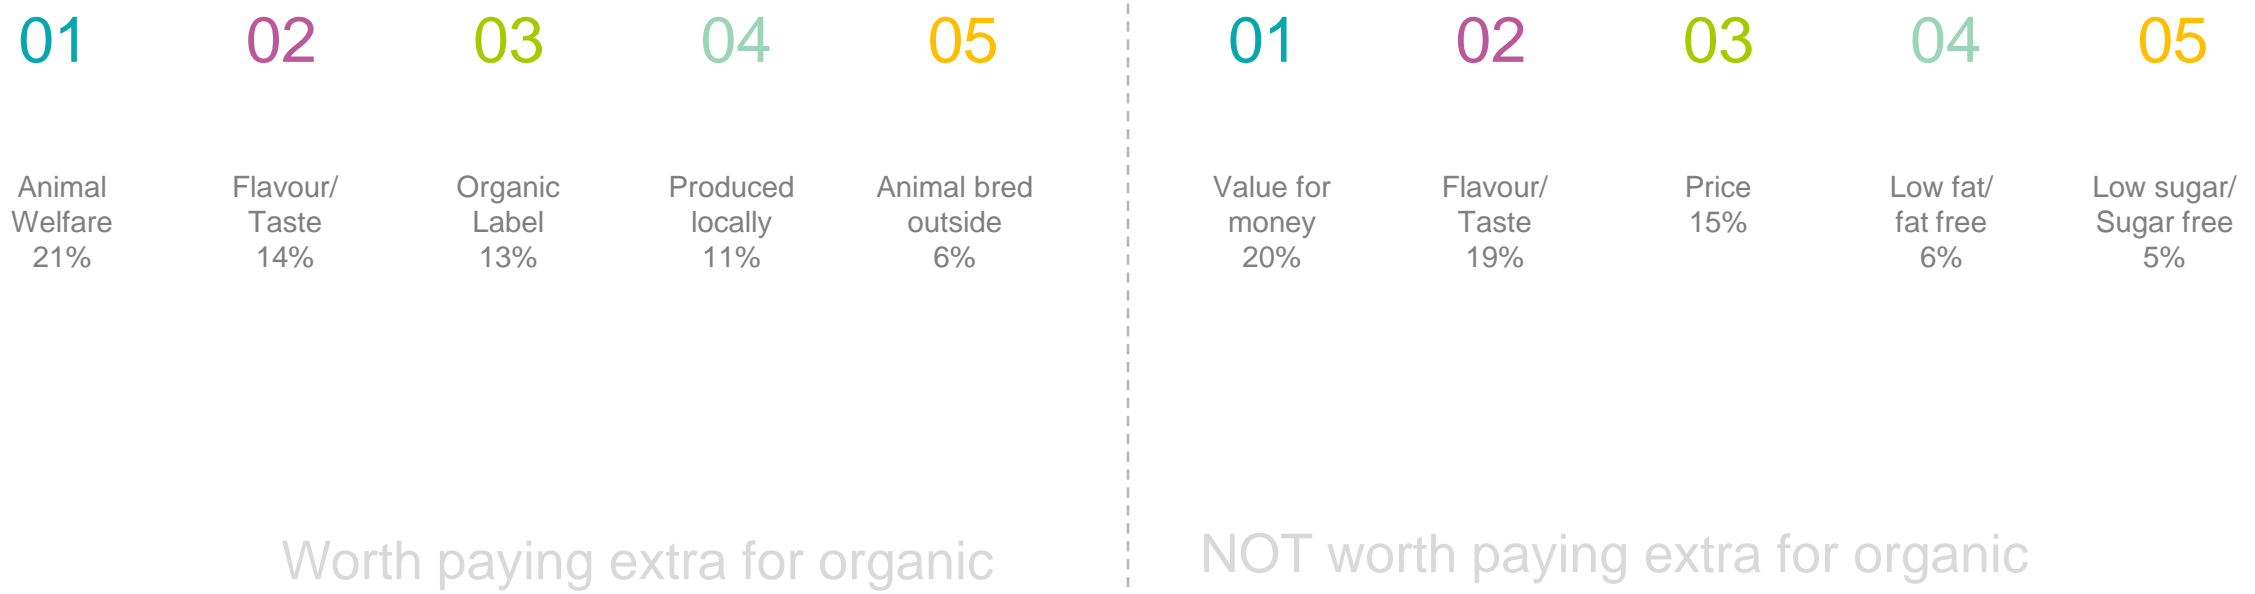 01 02 03 04 05
Animal
Welfare
21%
Flavour/
Taste
14%
Organic
Label
13%
Produced
locally
11%
Animal bred
outside
6%
Worth paying extra for organic
01 02 03 04 05
Value for
money
20%
Flavour/
Taste
19%
Price
15%
Low fat/
fat free
6%
Low sugar/
Sugar free
5%
NOT worth paying extra for organic